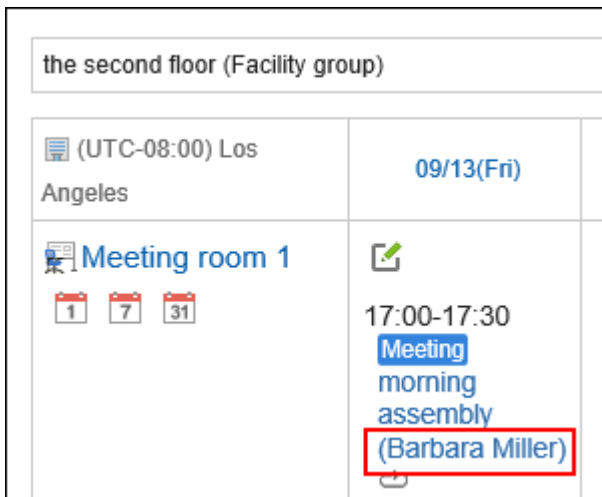 the second floor (Facility group)
(UTC-08:00) Los
Angeles
09/13(Fri)
Meeting room 1
1 7 31
17:00-17:30
Meeting
morning
assembly
(Barbara Miller)